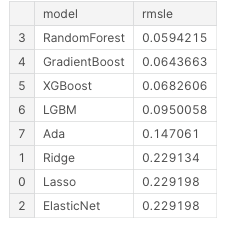 model rmsle
3 RandomForest 0.0594215
4 GradientBoost 0.0643663
5 XGBoost 0.0682606
6 LGBM 0.0950058
7 Ada 0.147061
1 Ridge 0.229134
0 Lasso 0.229198
2 ElasticNet 0.229198